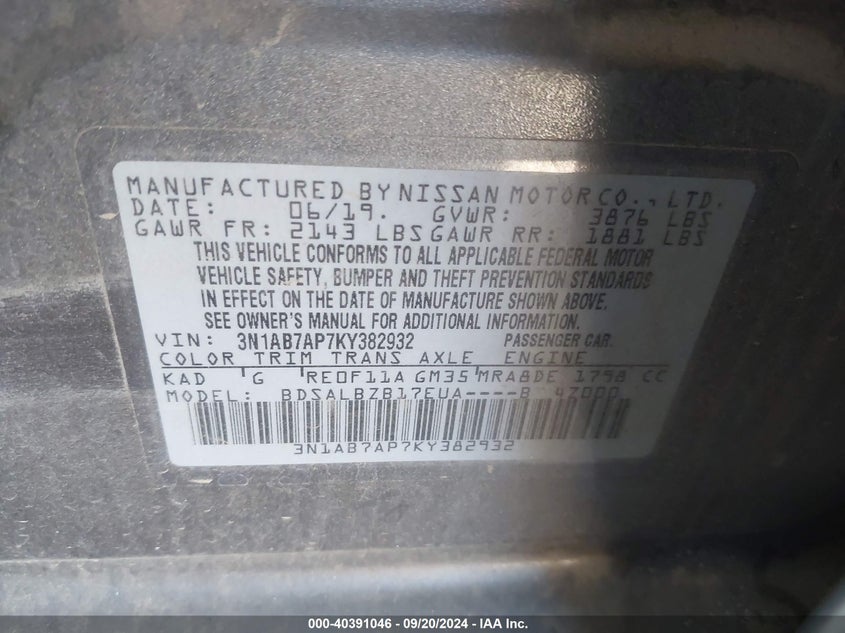 MANUFACTURED BY NISSAN MOTOR CO., LTD.
DATE: 06/19. GVWR: 3876 LBS
GAWR FR: 2143 LBS GAWR RR: 1881 LBS
THIS VEHICLE CONFORMS TO ALL APPLICABLE FEDERAL MOTOR
VEHICLE SAFETY, BUMPER AND THEFT PREVENTION STANDARDS
IN EFFECT ON THE DATE OF MANUFACTURE SHOWN ABOVE.
SEE OWNER'S MANUAL FOR ADDITIONAL INFORMATION.
VIN: 3N1AB7AP7KY382932 PASSENGER CAR.
COLOR TRIM TRANS AXLE ENGINE
KAD G RE0F11A GM35 MRA8DE 1798 CC
MODEL: BDSALBZB17EUA----B 4Z000
3N1AB7AP7KY382932
000-40391046 - 09/20/2024 - IAA Inc.